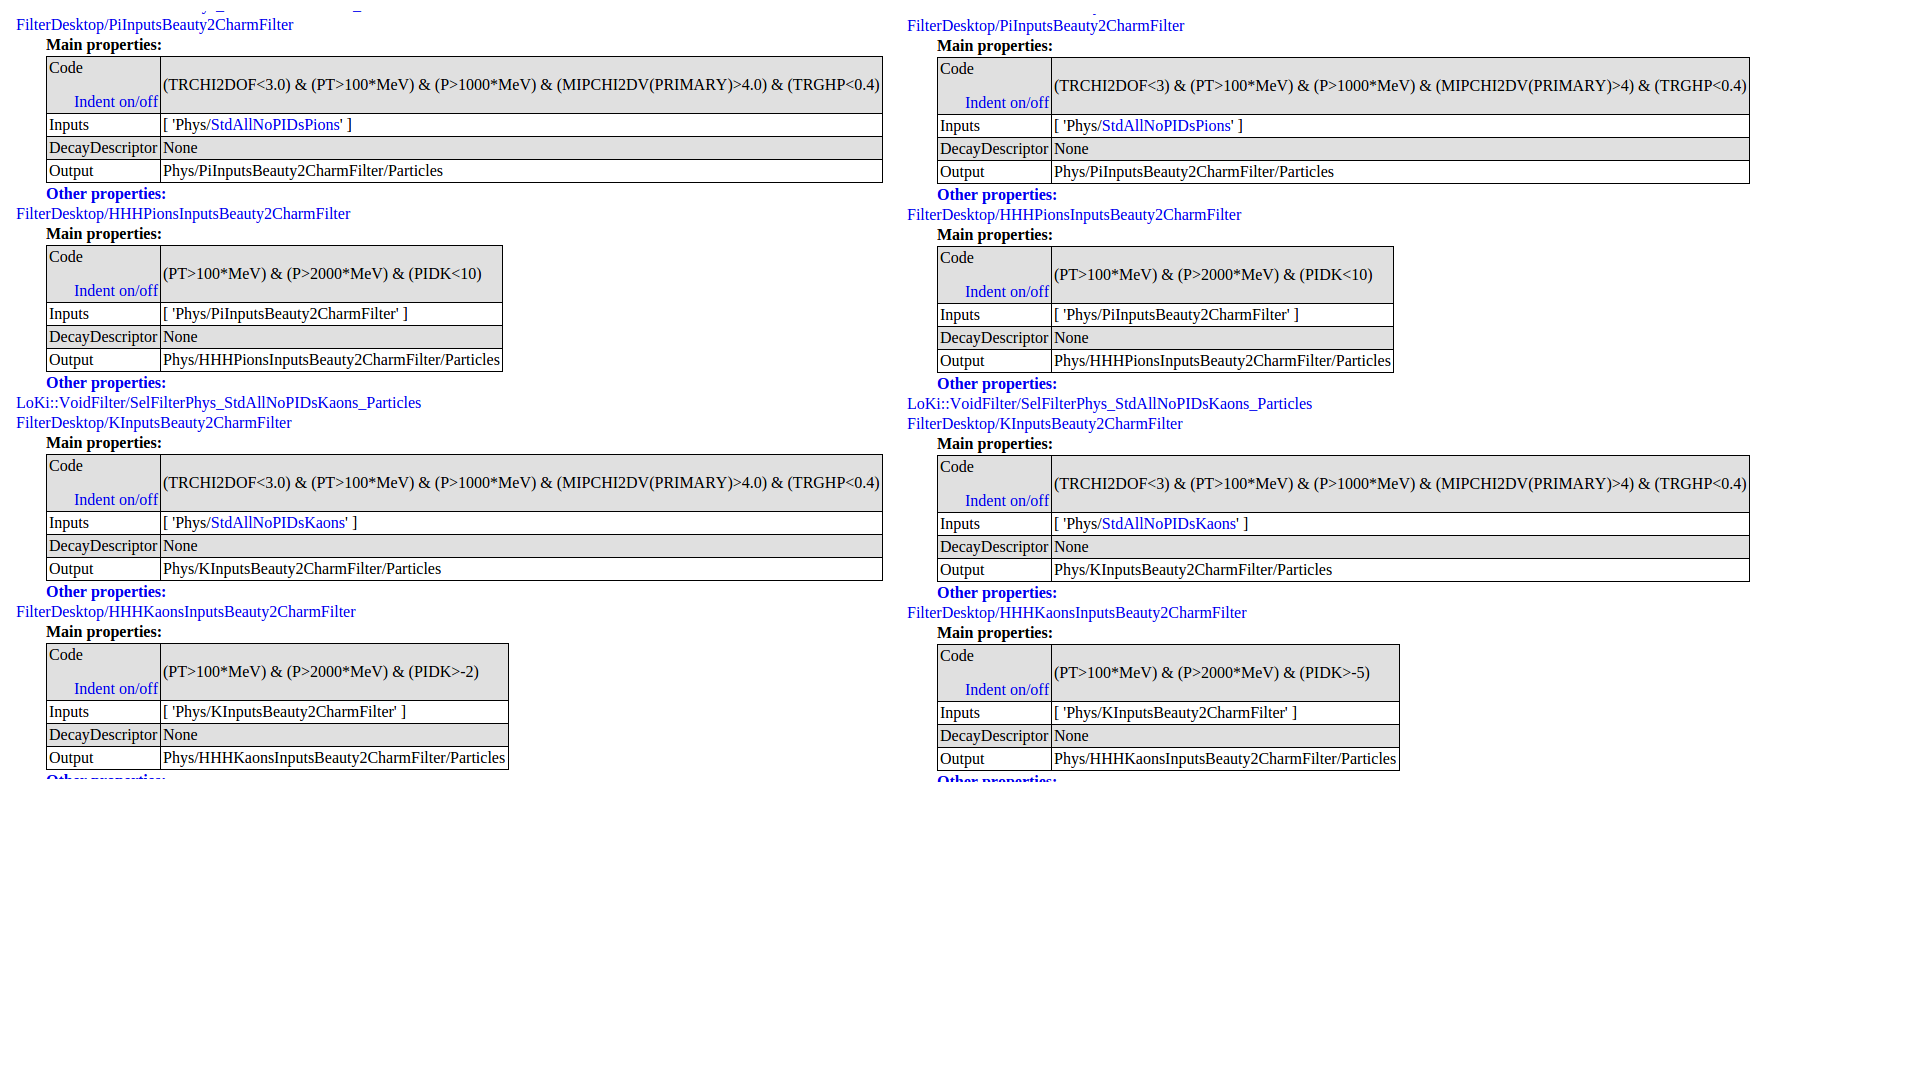 FilterDesktop/PiInputsBeauty2CharmFilter
Main properties:
Code
Indent on/off
(TRCHI2DOF<3.0) & (PT>100*MeV) & (P>1000*MeV) & (MIPCHI2DV(PRIMARY)>4.0) & (TRGHP<0.4)
Inputs [ 'Phys/StdAllNoPIDsPions' ]
DecayDescriptor None
Output Phys/PiInputsBeauty2CharmFilter/Particles
Other properties:
FilterDesktop/HHHPionsInputsBeauty2CharmFilter
Main properties:
Code
Indent on/off
(PT>100*MeV) & (P>2000*MeV) & (PIDK<10)
Inputs [ 'Phys/PiInputsBeauty2CharmFilter' ]
DecayDescriptor None
Output Phys/HHHPionsInputsBeauty2CharmFilter/Particles
Other properties:
LoKi::VoidFilter/SelFilterPhys_StdAllNoPIDsKaons_Particles
FilterDesktop/KInputsBeauty2CharmFilter
Main properties:
Code
Indent on/off
(TRCHI2DOF<3.0) & (PT>100*MeV) & (P>1000*MeV) & (MIPCHI2DV(PRIMARY)>4.0) & (TRGHP<0.4)
Inputs [ 'Phys/StdAllNoPIDsKaons' ]
DecayDescriptor None
Output Phys/KInputsBeauty2CharmFilter/Particles
Other properties:
FilterDesktop/HHHKaonsInputsBeauty2CharmFilter
Main properties:
Code
Indent on/off
(PT>100*MeV) & (P>2000*MeV) & (PIDK>-2)
Inputs [ 'Phys/KInputsBeauty2CharmFilter' ]
DecayDescriptor None
Output Phys/HHHKaonsInputsBeauty2CharmFilter/Particles
Other properties:
FilterDesktop/PiInputsBeauty2CharmFilter
Main properties:
Code
Indent on/off
(TRCHI2DOF<3) & (PT>100*MeV) & (P>1000*MeV) & (MIPCHI2DV(PRIMARY)>4) & (TRGHP<0.4)
Inputs [ 'Phys/StdAllNoPIDsPions' ]
DecayDescriptor None
Output Phys/PiInputsBeauty2CharmFilter/Particles
Other properties:
FilterDesktop/HHHPionsInputsBeauty2CharmFilter
Main properties:
Code
Indent on/off
(PT>100*MeV) & (P>2000*MeV) & (PIDK<10)
Inputs [ 'Phys/PiInputsBeauty2CharmFilter' ]
DecayDescriptor None
Output Phys/HHHPionsInputsBeauty2CharmFilter/Particles
Other properties:
LoKi::VoidFilter/SelFilterPhys_StdAllNoPIDsKaons_Particles
FilterDesktop/KInputsBeauty2CharmFilter
Main properties:
Code
Indent on/off
(TRCHI2DOF<3) & (PT>100*MeV) & (P>1000*MeV) & (MIPCHI2DV(PRIMARY)>4) & (TRGHP<0.4)
Inputs [ 'Phys/StdAllNoPIDsKaons' ]
DecayDescriptor None
Output Phys/KInputsBeauty2CharmFilter/Particles
Other properties:
FilterDesktop/HHHKaonsInputsBeauty2CharmFilter
Main properties:
Code
Indent on/off
(PT>100*MeV) & (P>2000*MeV) & (PIDK>-5)
Inputs [ 'Phys/KInputsBeauty2CharmFilter' ]
DecayDescriptor None
Output Phys/HHHKaonsInputsBeauty2CharmFilter/Particles
Other properties: